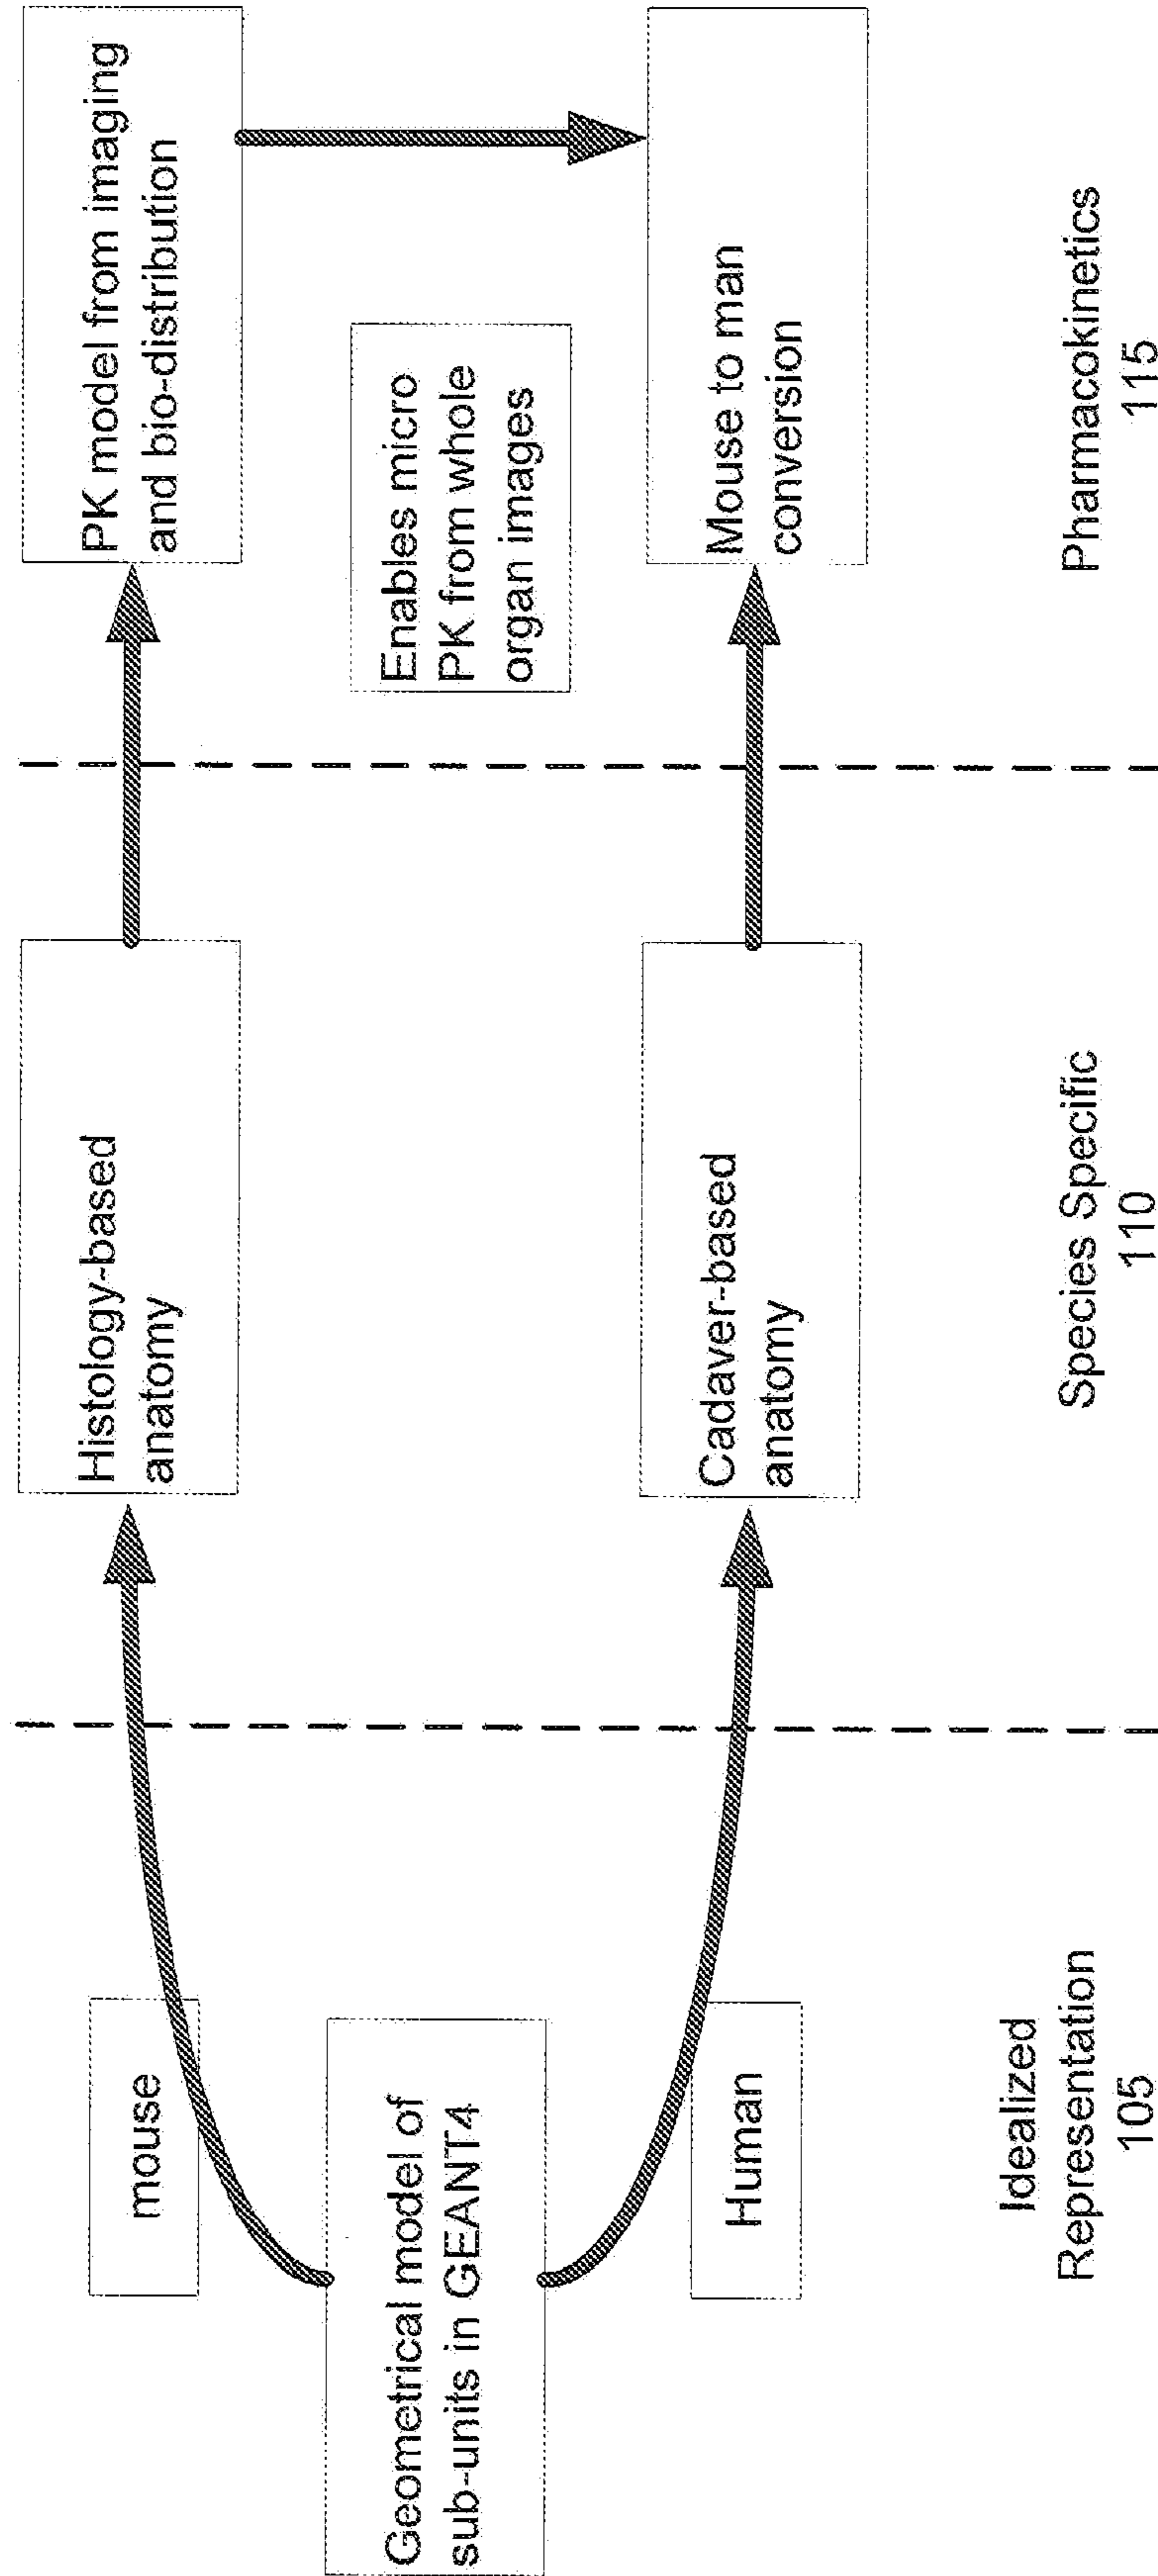 mouse
Geometrical model of
sub-units in GEANT4
Human
Idealized
Representation
105
Histology-based
anatomy
Cadaver-based
anatomy
Species Specific
110
PK model from imaging
and bio-distribution
Enables micro
PK from whole
organ images
Mouse to man
conversion
Pharmacokinetics
115